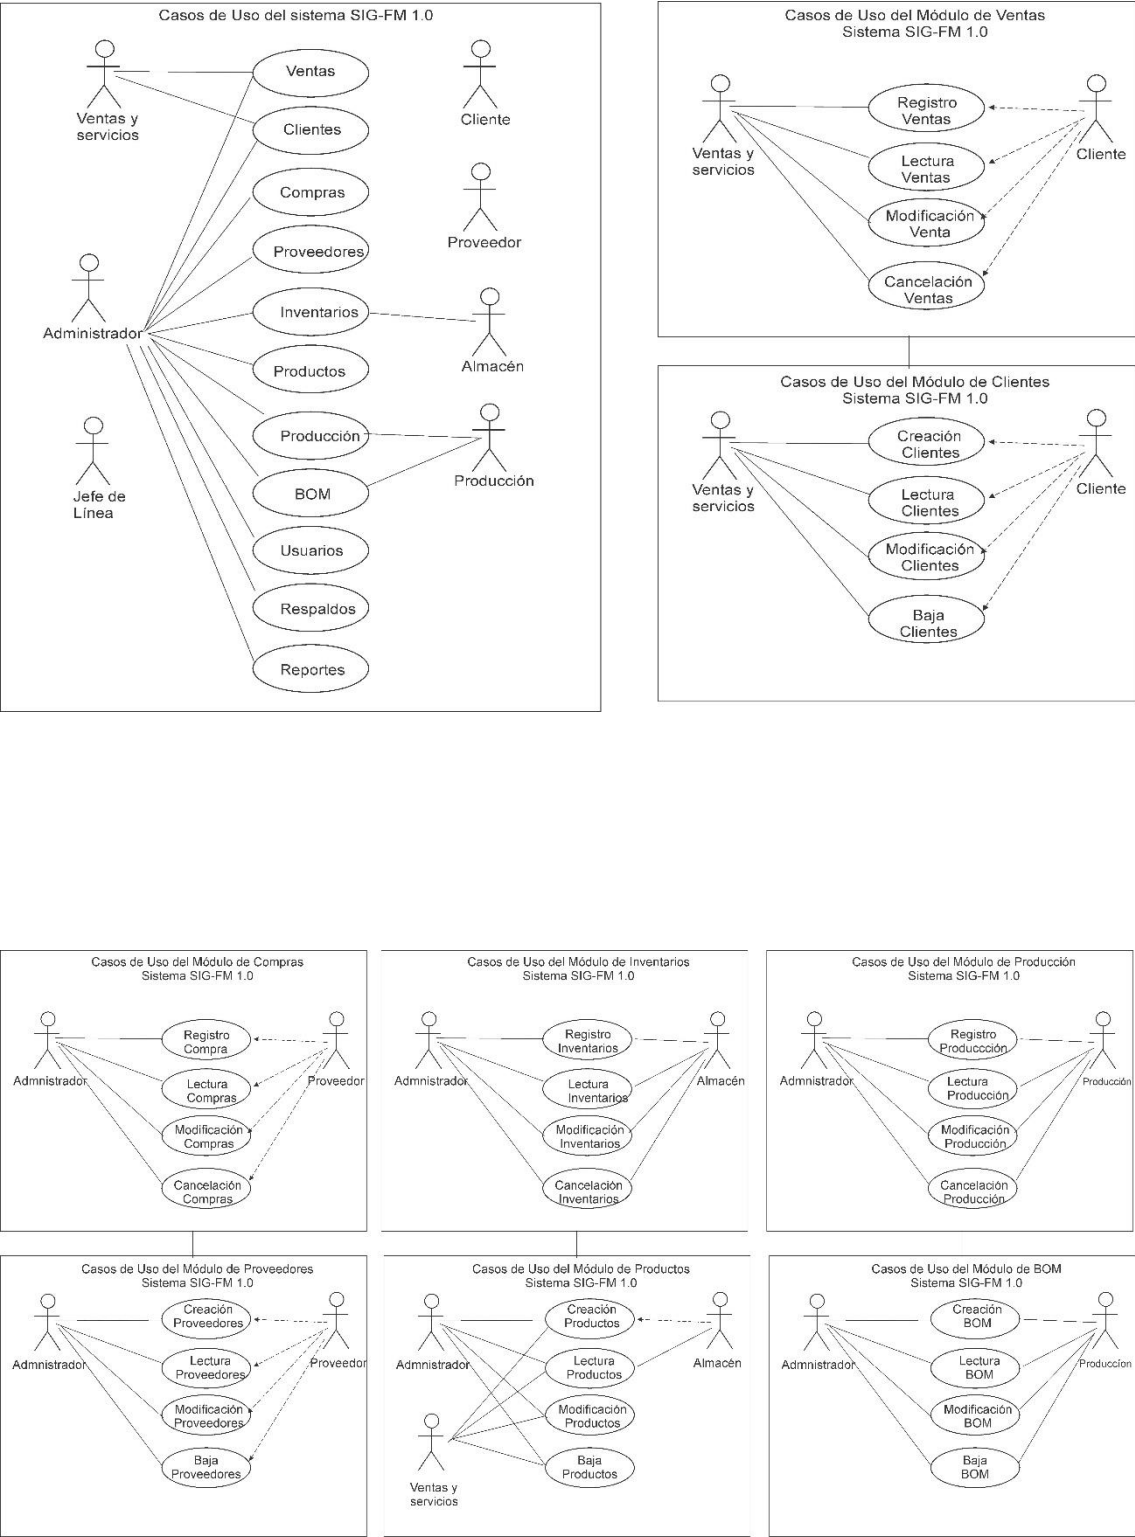 Casos de Uso del sistema SIG-FM 1.0
Ventas y
servicios
Ventas
Cliente
Clientes
Compras
Proveedor
Proveedores
Administrador
Inventarios
Almacén
Productos
Producción
Producción
Jefe de
Línea
BOM
Usuarios
Respaldos
Reportes
Casos de Uso Del Módulo de Ventas
Sistema SIG-FM 1.0
Ventas y
servicios
Registro
Ventas
Cliente
Lectura
Ventas
Modificación
Venta
Cancelación
Ventas
Casos de Uso Del Módulo de Clientes
Sistema SIG-FM 1.0
Ventas y
servicios
Creación
Clientes
Cliente
Lectura
Clientes
Modificación
Clientes
Baja
Clientes
Casos de Uso Del Módulo de Compras
Sistema SIG-FM 1.0
Admnistrador
Registro
Compra
Proveedor
Lectura
Compras
Modificación
Compras
Cancelación
Compras
Casos de Uso Del Módulo de Inventarios
Sistema SIG-FM 1.0
Admnistrador
Registro
Inventarios
Almacén
Lectura
Inventarios
Modificación
Inventarios
Cancelación
Inventarios
Casos de Uso Del Módulo de Producción
Sistema SIG-FM 1.0
Admnistrador
Registro
Produccción
Producción
Lectura
Producción
Modificación
Producción
Cancelación
Producción
Casos de Uso Del Módulo de Proveedores
Sistema SIG-FM 1.0
Admnistrador
Creación
Proveedores
Proveedor
Lectura
Proveedores
Modificación
Proveedores
Baja
Proveedores
Casos de Uso Del Módulo de Productos
Sistema SIG-FM 1.0
Admnistrador
Creación
Productos
Almacén
Lectura
Productos
Modificación
Productos
Ventas y
servicios
Baja
Productos
Casos de Uso Del Módulo de BOM
Sistema SIG-FM 1.0
Admnistrador
Creación
BOM
Produccíon
Lectura
BOM
Modificación
BOM
Baja
BOM